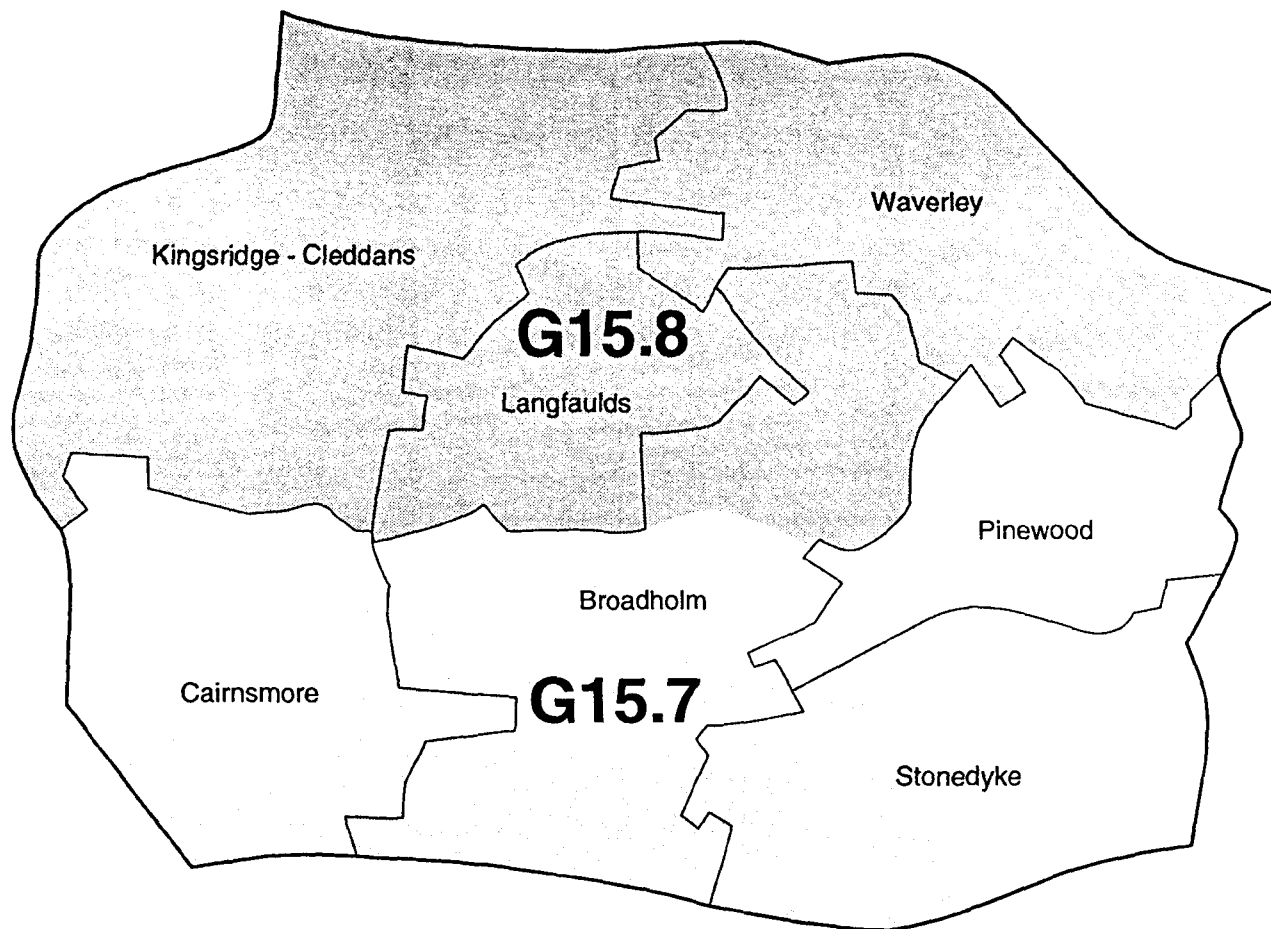 Waverley
Kingsridge - Cleddans
G15.8
Langfaulds
Pinewood
Broadholm
Cairnsmore
G15.7
Stonedyke